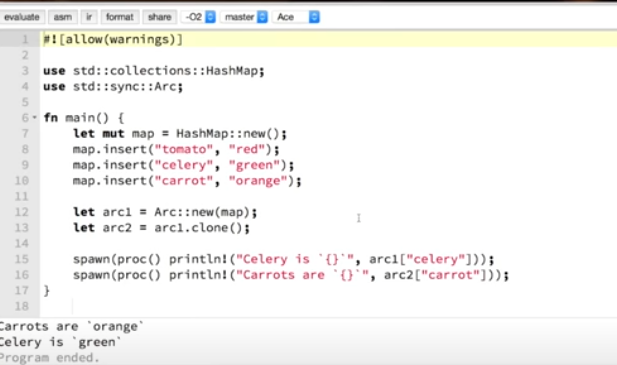 evaluate asm ir format share -O2 master Ace
1 #![allow(warnings)]
2
3 use std::collections::HashMap;
4 use std::sync::Arc;
5
6 fn main() {
7     let mut map = HashMap::new();
8     map.insert("tomato", "red");
9     map.insert("celery", "green");
10     map.insert("carrot", "orange");
11
12     let arc1 = Arc::new(map);
13     let arc2 = arc1.clone();
14
15     spawn(proc() println!("Celery is `{}`", arc1["celery"]));
16     spawn(proc() println!("Carrots are `{}`", arc2["carrot"]));
17 }
18
Carrots are `orange`
Celery is `green`
Program ended.